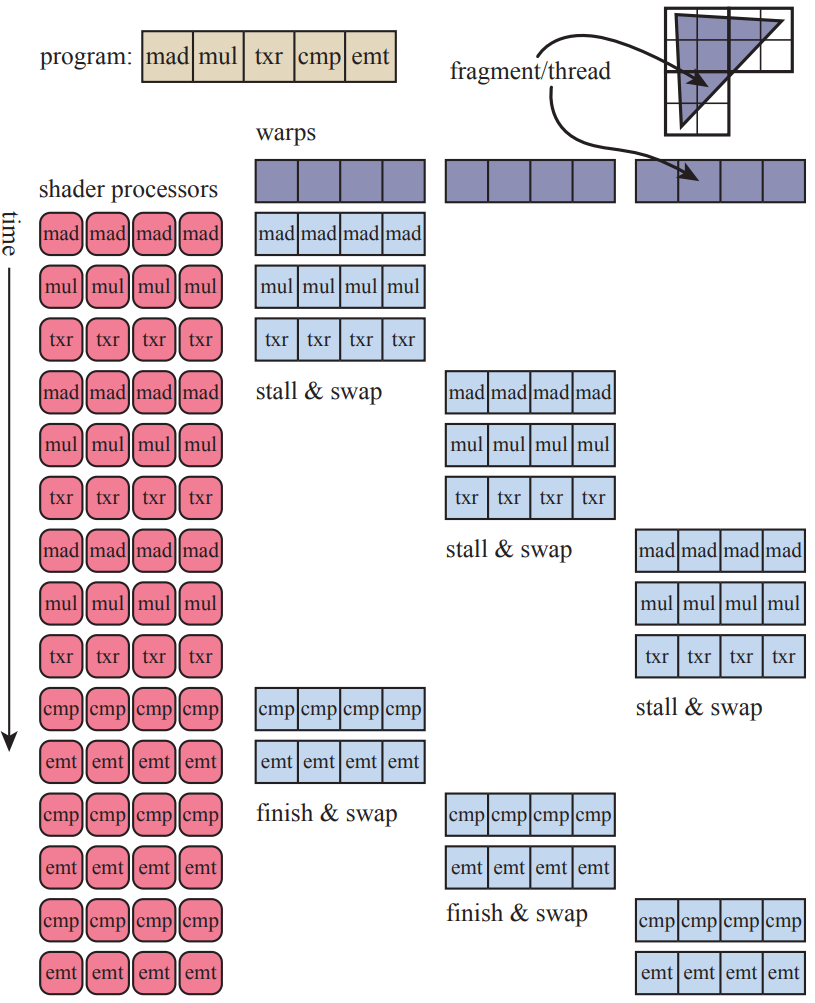 program: mad mul txr cmp emt
fragment/thread
warps
shader processors
time
mad mad mad mad mad mad mad mad
mul mul mul mul mul mul mul mul
txr txr txr txr txr txr txr txr
mad mad mad mad stall & swap mad mad mad mad
mul mul mul mul mul mul mul mul
txr txr txr txr txr txr txr txr
mad mad mad mad stall & swap mad mad mad mad
mul mul mul mul mul mul mul mul
txr txr txr txr txr txr txr txr
cmp cmp cmp cmp cmp cmp cmp cmp stall & swap
emt emt emt emt emt emt emt emt
cmp cmp cmp cmp finish & swap cmp cmp cmp cmp
emt emt emt emt emt emt emt emt
cmp cmp cmp cmp finish & swap cmp cmp cmp cmp
emt emt emt emt emt emt emt emt